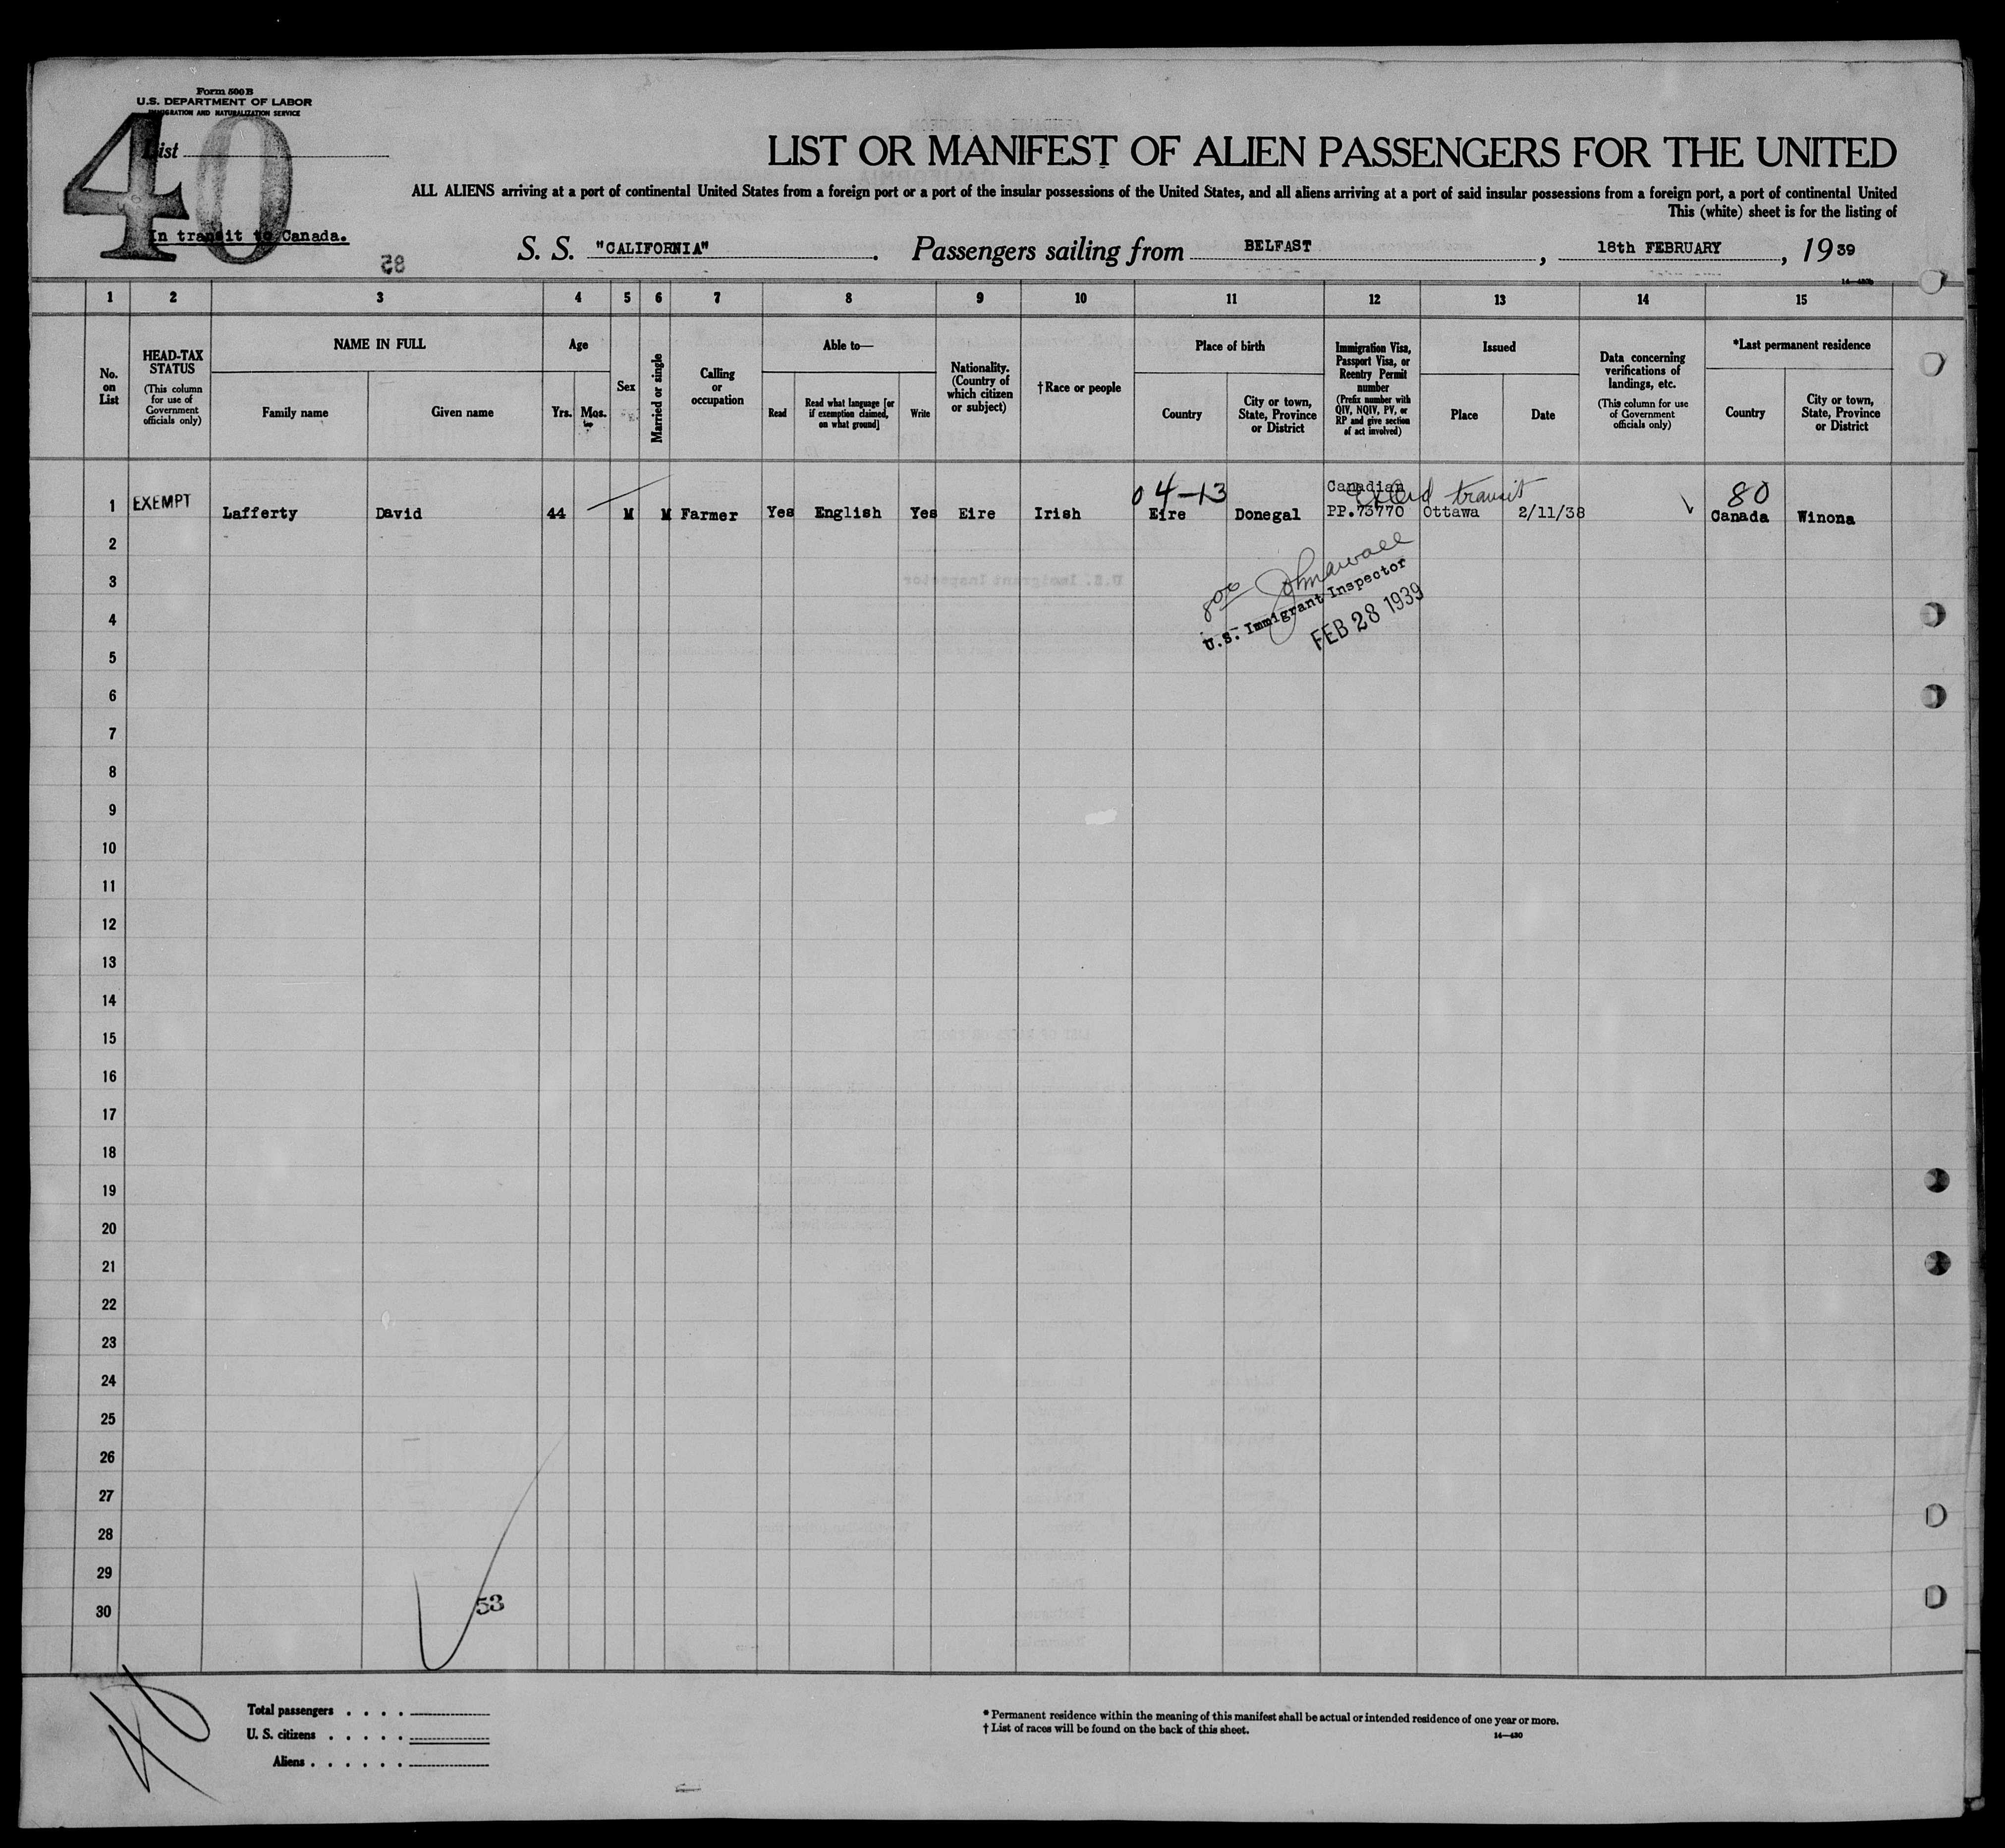 Form 500 B
U.S. DEPARTMENT OF LABOR
IMMIGRATION AND NATURALIZATION SERVICE
40
List
In transit to Canada.
85
LIST OR MANIFEST OF ALIEN PASSENGERS FOR THE UNITED
ALL ALIENS arriving at a port of continental United States from a foreign port or a port of the insular possessions of the United States, and all aliens arriving at a port of said insular possessions from a foreign port, a port of continental United
This (white) sheet is for the listing of
S. S. "CALIFORNIA". Passengers sailing from BELFAST, 18th FEBRUARY, 1939
14—430b
1 2 3 4 5 6 7 8 9 10 11 12 13 14 15
No. on List
HEAD-TAX STATUS
(This column for use of Government officials only)
NAME IN FULL
Family name
Given name
Age
Yrs. Mos.
Sex
Married or single
Calling or occupation
Able to—
Read
Read what language [or if exemption claimed, on what ground]
Write
Nationality. (Country of which citizen or subject)
†Race or people
Place of birth
Country
City or town, State, Province or District
Immigration Visa, Passport Visa, or Reentry Permit number
(Prefix number with QIV, NQIV, PV, or RP and give section of act involved)
Issued
Place
Date
Data concerning verifications of landings, etc.
(This column for use of Government officials only)
*Last permanent residence
Country
City or town, State, Province or District
04-13 Canadian transit 80
1 EXEMPT Lafferty David 44 M M Farmer Yes English Yes Eire Irish Eire Donegal PP.73770 Ottawa 2/11/38 Canada Winona
2
3
U.S. Immigrant Inspector
FEB 28 1939
4
5
6
7
8
9
10
11
12
13
14
15
16
17
18
19
20
21
22
23
24
25
26
27
28
29
30
53
40
Total passengers . . . .
U. S. citizens . . . . .
Aliens . . . . . .
* Permanent residence within the meaning of this manifest shall be actual or intended residence of one year or more.
† List of races will be found on the back of this sheet.
14—430